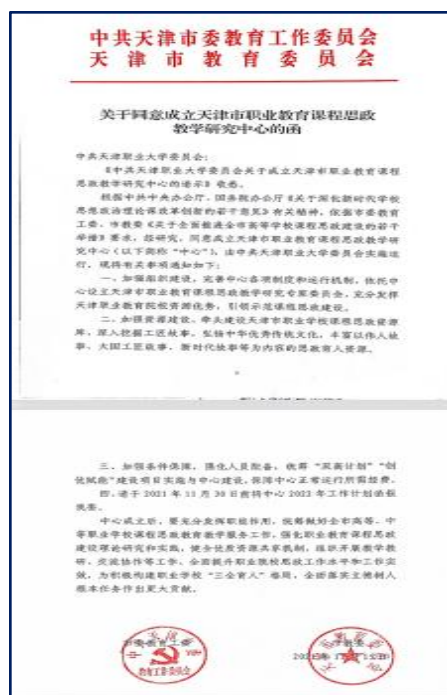 中共天津市委教育工作委员会
天津市教育委员会
关于同意成立天津市职业教育课程思政
教学研究中心的函
中共天津职业大学委员会：
《中共天津职业大学委员会关于成立天津市职业教育课程
思政教学研究中心的请示》收悉。
根据中共中央办公厅、国务院办公厅《关于深化新时代学校
思想政治理论课改革创新的若干意见》有关精神，依据市委教育
工委、市教委《关于全面推进全市高等学校课程思政建设的若干
举措》要求，经研究，同意成立天津市职业教育课程思政教学研
究中心（以下简称“中心”），由中共天津职业大学委员会实施运
行，现将有关事项通知如下：
一、加强组织建设，完善中心各项制度和运行机制，依托中
心设立天津市职业教育课程思政教学研究专家委员会，充分发挥
天津职业教育院校资源优势，引领示范课程思政建设。
二、加强资源建设，牵头建设天津市职业学校课程思政资源
库，深入挖掘工匠故事，弘扬中华优秀传统文化，丰富以伟人故
事、大国工匠故事、新时代故事等为内容的思政育人资源。
三、加强条件保障，强化人员配备，统筹“双高计划”“创
优赋能”建设项目实施与中心建设，保障中心正常运行所需经费。
四、请于2021年11月30日前将中心2022年工作计划函报
我委。
中心成立后，要充分发挥职能作用，统筹做好全市高等、中
等职业学校课程思政教育教学服务工作，强化职业教育课程思政
建设理论研究和实践，健全优质资源共享机制，组织开展教学教
研、交流协作等工作，全面提升职业院校思政工作水平和工作实
效，为积极构建职业学校“三全育人”格局，全面落实立德树人
根本任务作出更大贡献。
市委教育工委 市教委
教育工作委员会